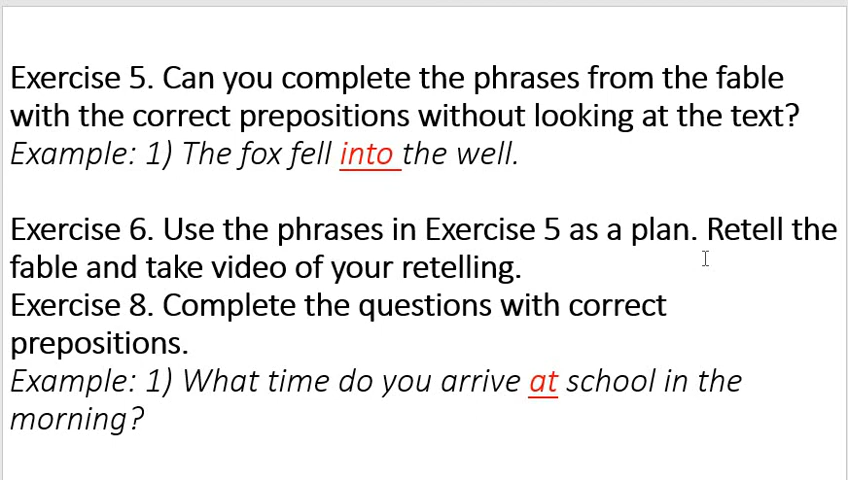 Exercise 5. Can you complete the phrases from the fable
with the correct prepositions without looking at the text?
Example: 1) The fox fell into the well.
Exercise 6. Use the phrases in Exercise 5 as a plan. Retell the
fable and take video of your retelling.
Exercise 8. Complete the questions with correct
prepositions.
Example: 1) What time do you arrive at school in the
morning?